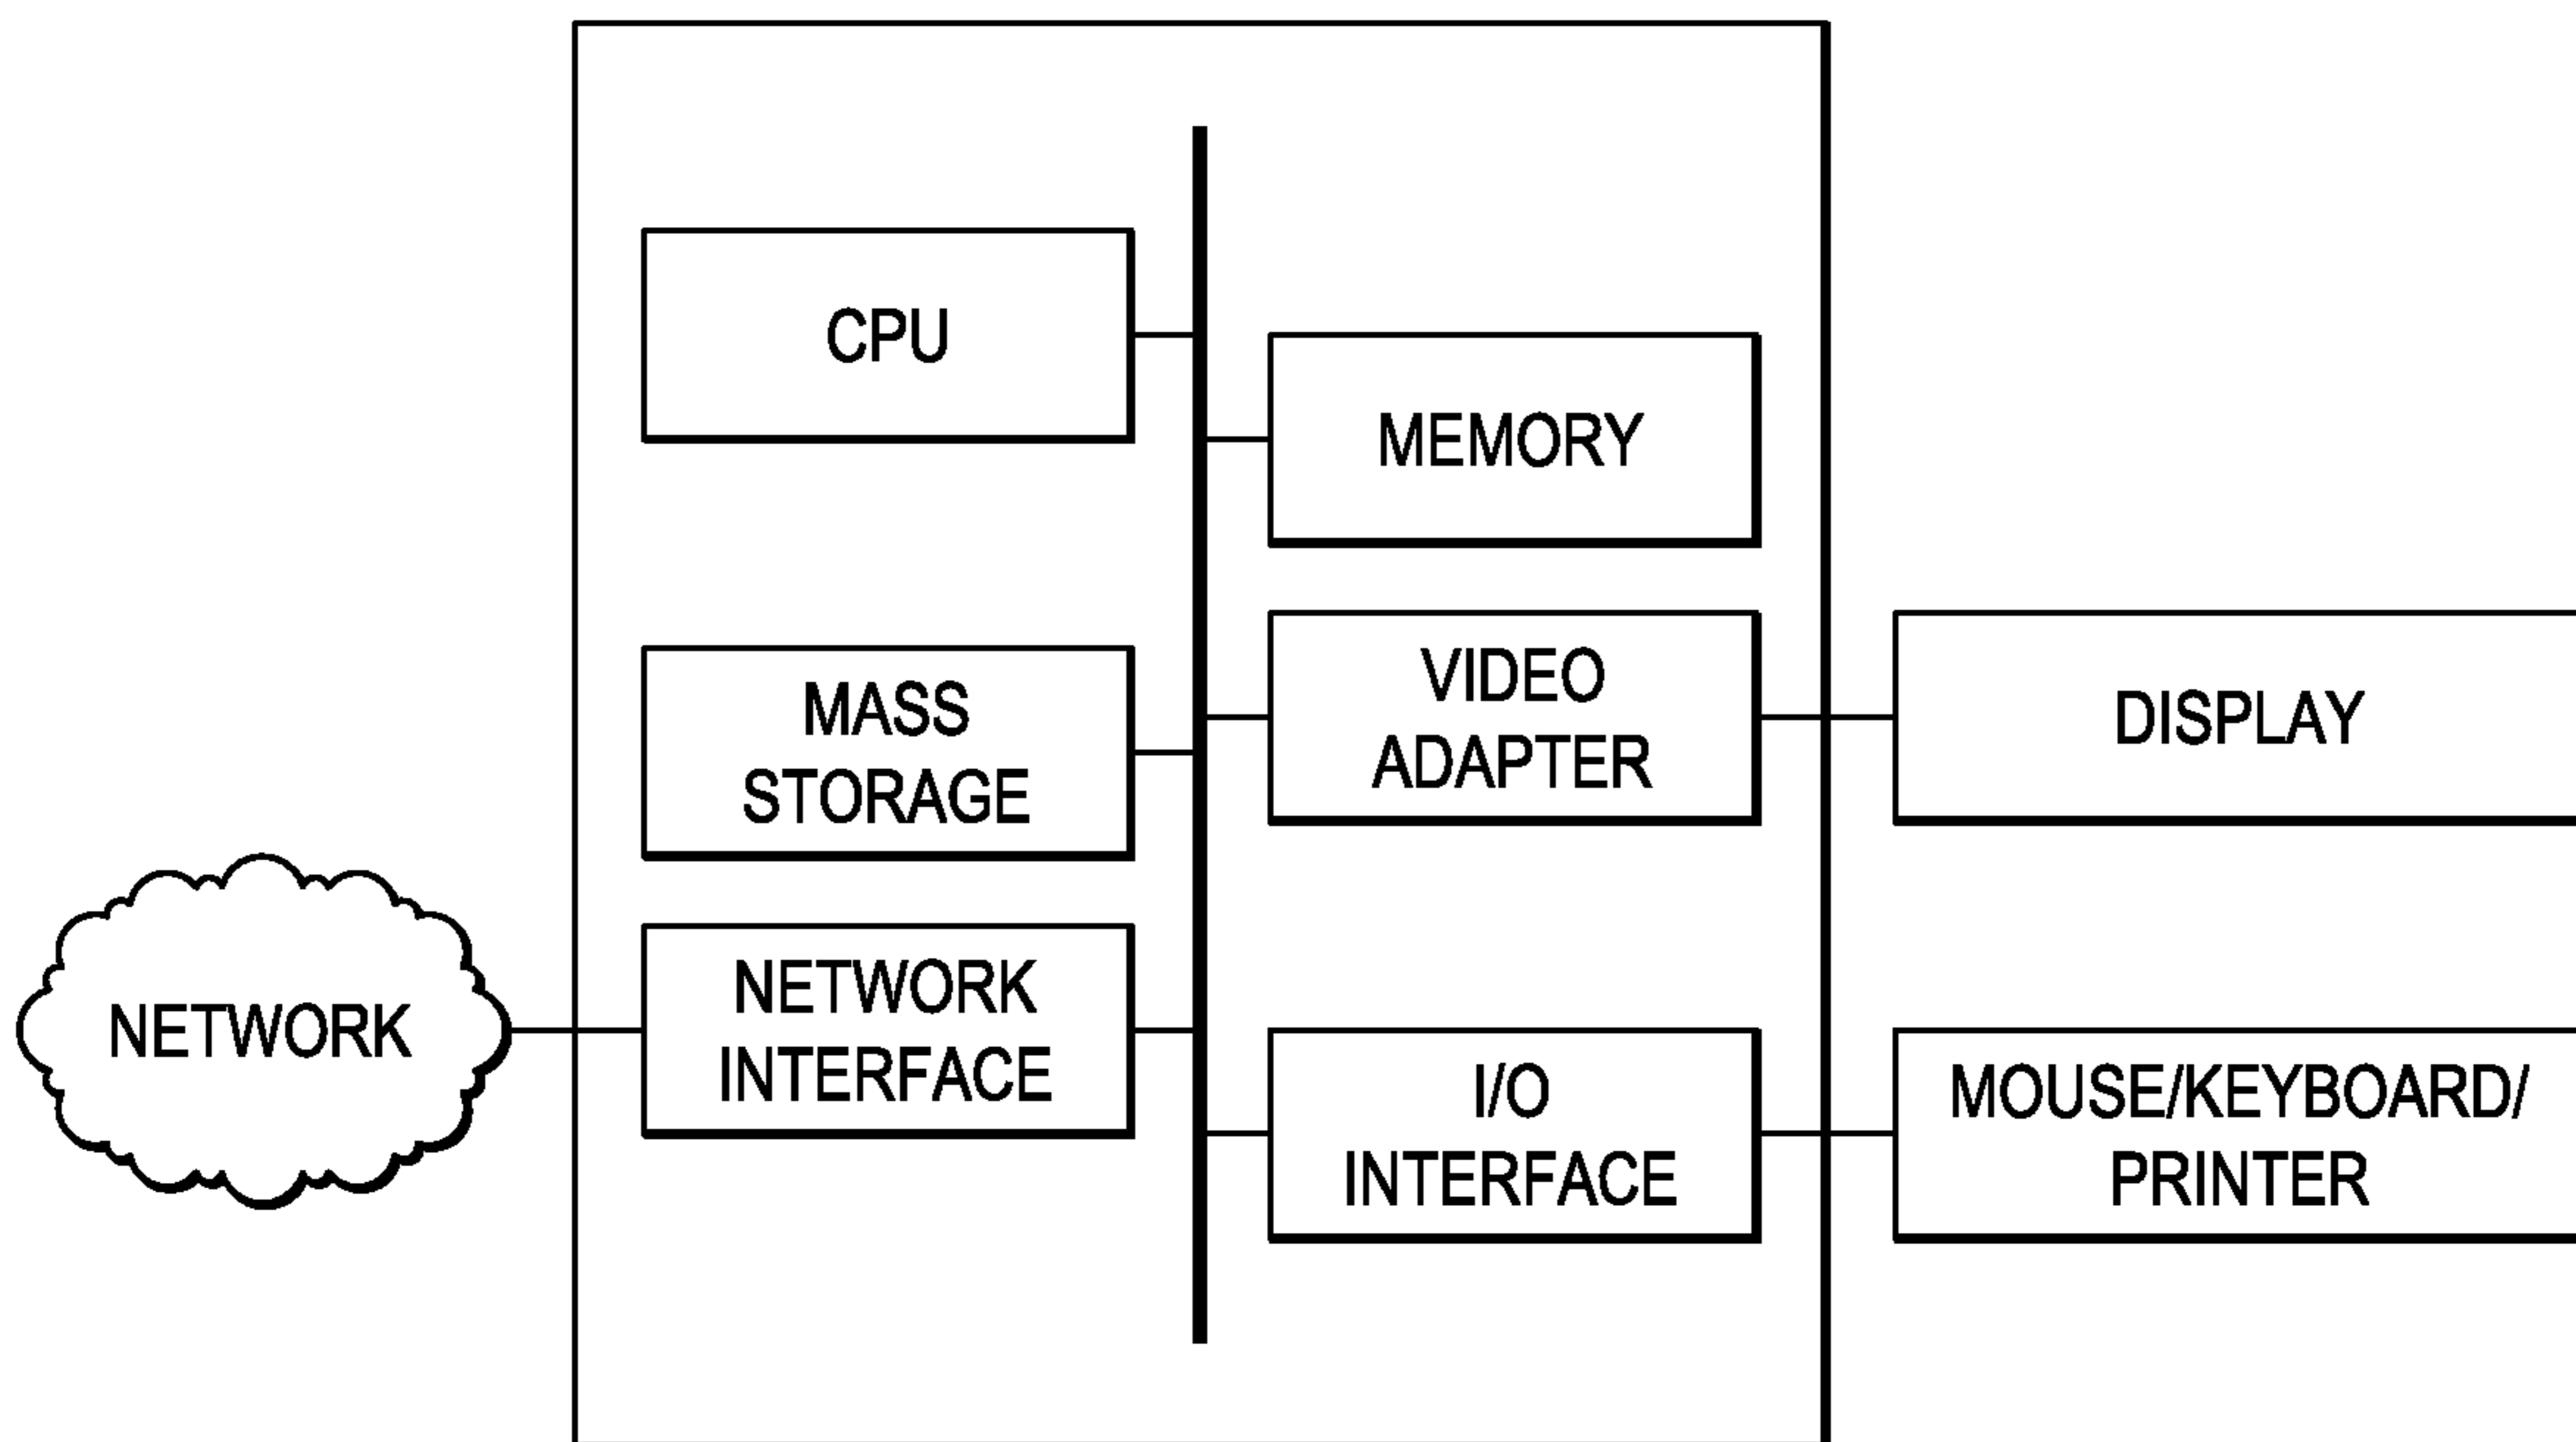 CPU
MEMORY
MASS
STORAGE
VIDEO
ADAPTER
DISPLAY
NETWORK
NETWORK
INTERFACE
I/O
INTERFACE
MOUSE/KEYBOARD/
PRINTER